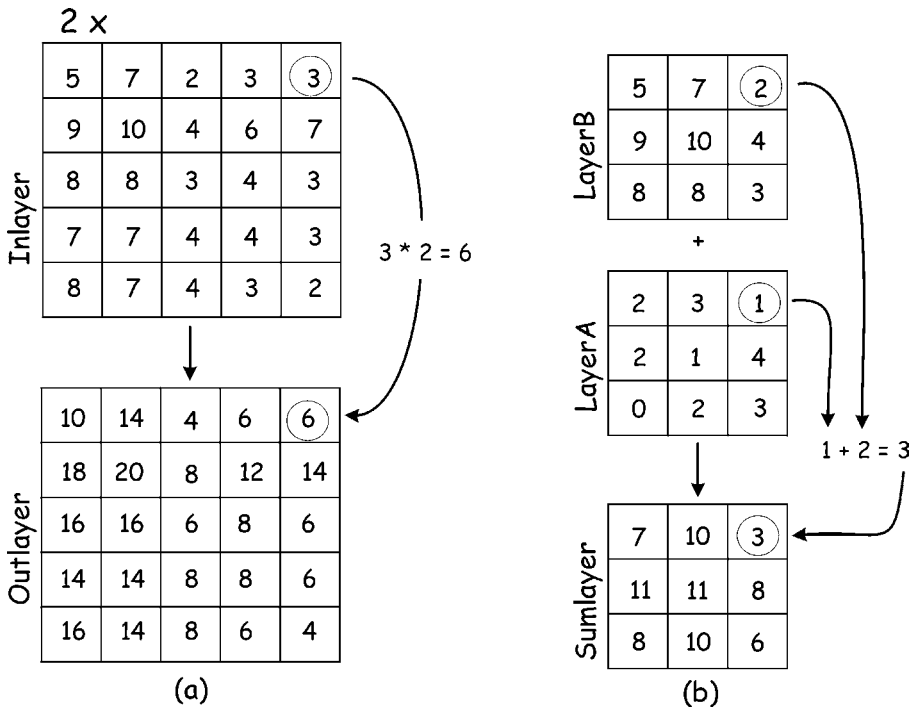 2 x
Inlayer
5 7 2 3 3
9 10 4 6 7
8 8 3 4 3
7 7 4 4 3
8 7 4 3 2
3 * 2 = 6
Outlayer
10 14 4 6 6
18 20 8 12 14
16 16 6 8 6
14 14 8 8 6
16 14 8 6 4
(a)
LayerB
5 7 2
9 10 4
8 8 3
+
LayerA
2 3 1
2 1 4
0 2 3
1 + 2 = 3
Sumlayer
7 10 3
11 11 8
8 10 6
(b)